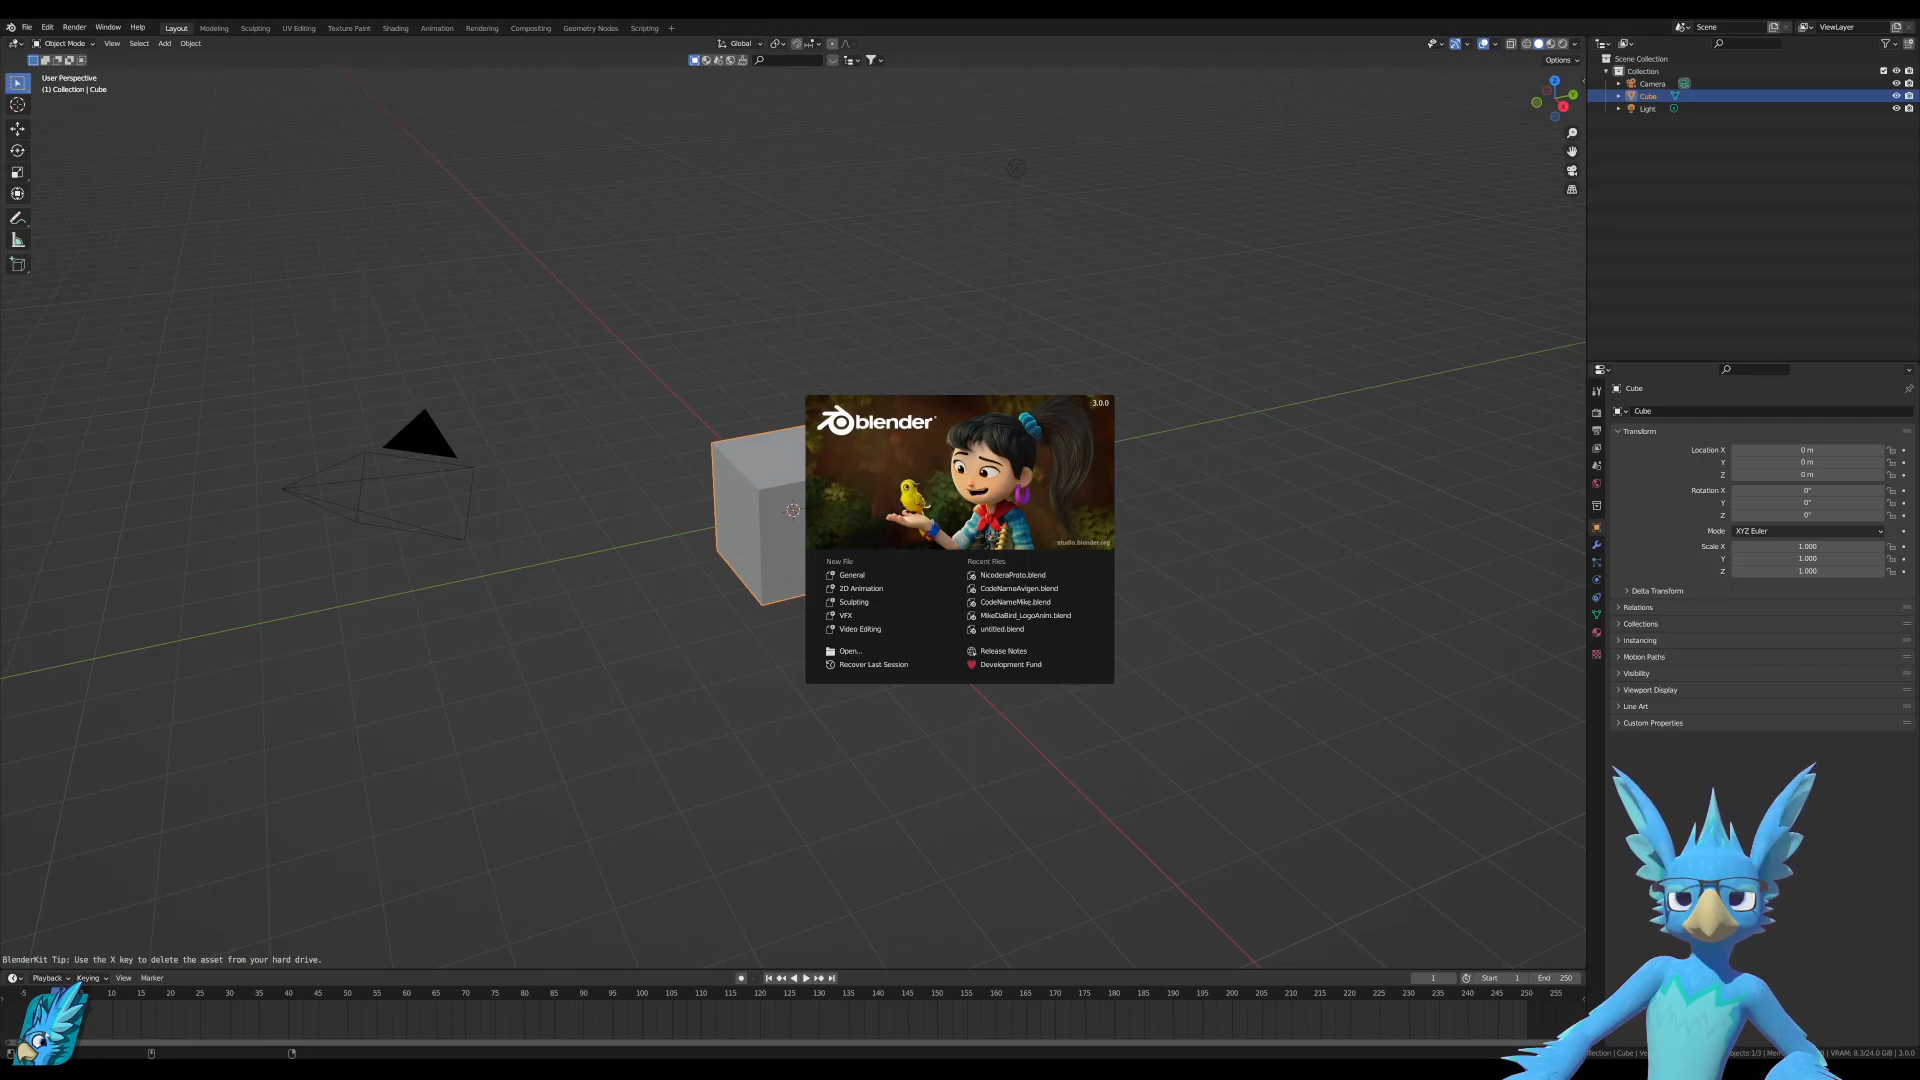 File Edit Render Window Help Layout Modeling Sculpting UV Editing Texture Paint Shading Animation Rendering Compositing Geometry Nodes Scripting + Scene ViewLayer
Object Mode View Select Add Object Global
Options
User Perspective
(1) Collection | Cube
Z
Y
X
Scene Collection
Collection
Camera
Cube
Light
Cube
Cube
Transform
Location X 0 m
Y 0 m
Z 0 m
Rotation X 0°
Y 0°
Z 0°
Mode XYZ Euler
Scale X 1.000
Y 1.000
Z 1.000
Delta Transform
Relations
Collections
Instancing
Motion Paths
Visibility
Viewport Display
Line Art
Custom Properties
3.0.0
blender
studio.blender.org
New File
General
2D Animation
Sculpting
VFX
Video Editing
Open...
Recover Last Session
Recent Files
NicoderaProto.blend
CodeNameAvigen.blend
CodeNameMike.blend
MikeDaBird_LogoAnim.blend
untitled.blend
Release Notes
Development Fund
BlenderKit Tip: Use the X key to delete the asset from your hard drive.
Playback Keying View Marker 1 Start 1 End 250
-5 10 15 20 25 30 35 40 45 50 55 60 65 70 75 80 85 90 95 100 105 110 115 120 125 130 135 140 145 150 155 160 165 170 175 180 185 190 195 200 205 210 215 220 225 230 235 240 245 250 255
Collection | Cube | VRAM: 8.3/24.0 GiB | 3.0.0